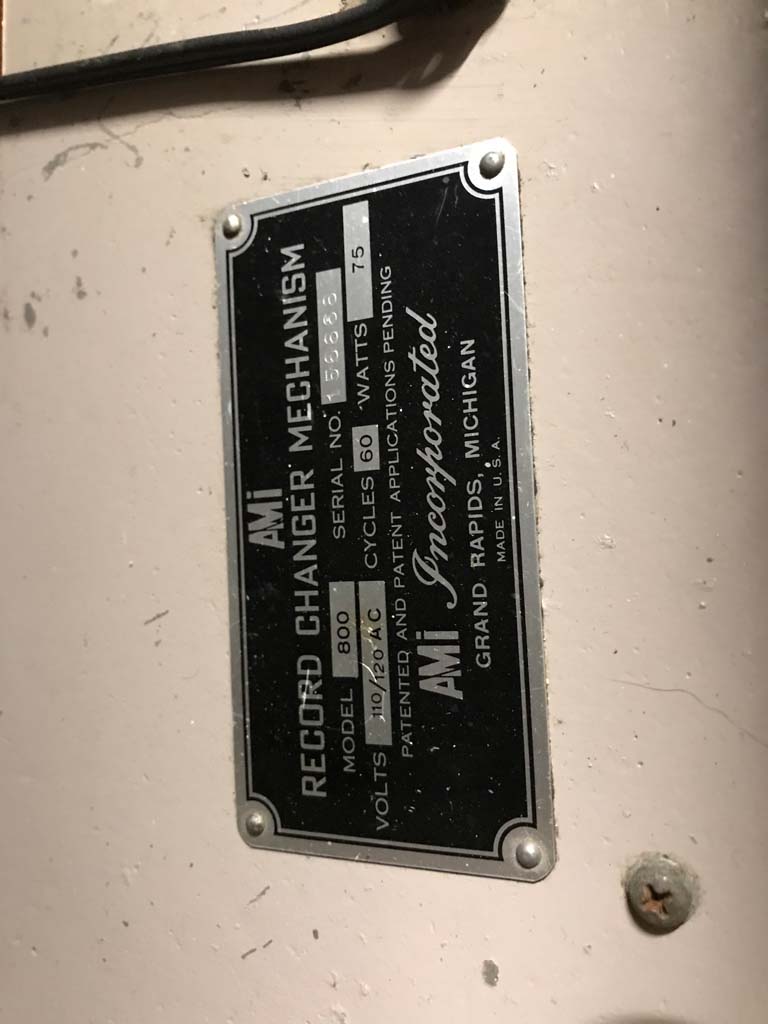 AMi
RECORD CHANGER MECHANISM
MODEL 800 SERIAL NO.
VOLTS 110/120 A C CYCLES 60 WATTS 75
PATENTED AND PATENT APPLICATIONS PENDING
AMi Incorporated
GRAND RAPIDS, MICHIGAN
MADE IN U.S.A.